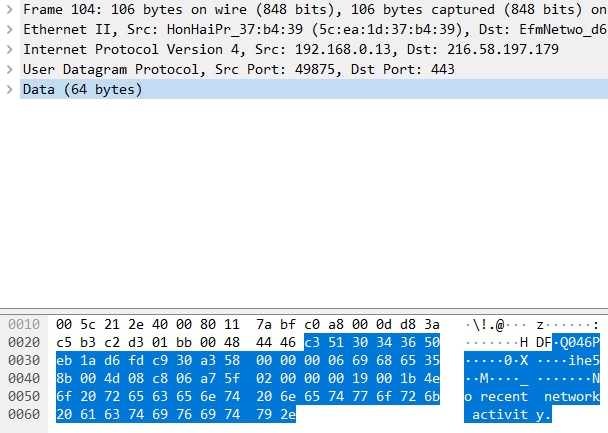 Frame 104: 106 bytes on wire (848 bits), 106 bytes captured (848 bits) on
Ethernet II, Src: HonHaiPr_37:b4:39 (5c:ea:1d:37:b4:39), Dst: EfmNetwo_d6
Internet Protocol Version 4, Src: 192.168.0.13, Dst: 216.58.197.179
User Datagram Protocol, Src Port: 49875, Dst Port: 443
Data (64 bytes)
0010 00 5c 21 2e 40 00 80 11 7a bf c0 a8 00 0d d8 3a ·\!.@··· z······:
0020 c5 b3 c2 d3 01 bb 00 48 44 46 c3 51 30 34 36 50 ·······H DF·Q046P
0030 eb 1a d6 fd c9 30 a3 58 00 00 00 06 69 68 65 35 ·····0·X ····ihe5
0040 8b 00 4d 08 c8 06 a7 5f 02 00 00 00 19 00 1b 4e ··M····_ ·······N
0050 6f 20 72 65 63 65 6e 74 20 6e 65 74 77 6f 72 6b o recent network
0060 20 61 63 74 69 76 69 74 79 2e activit y.